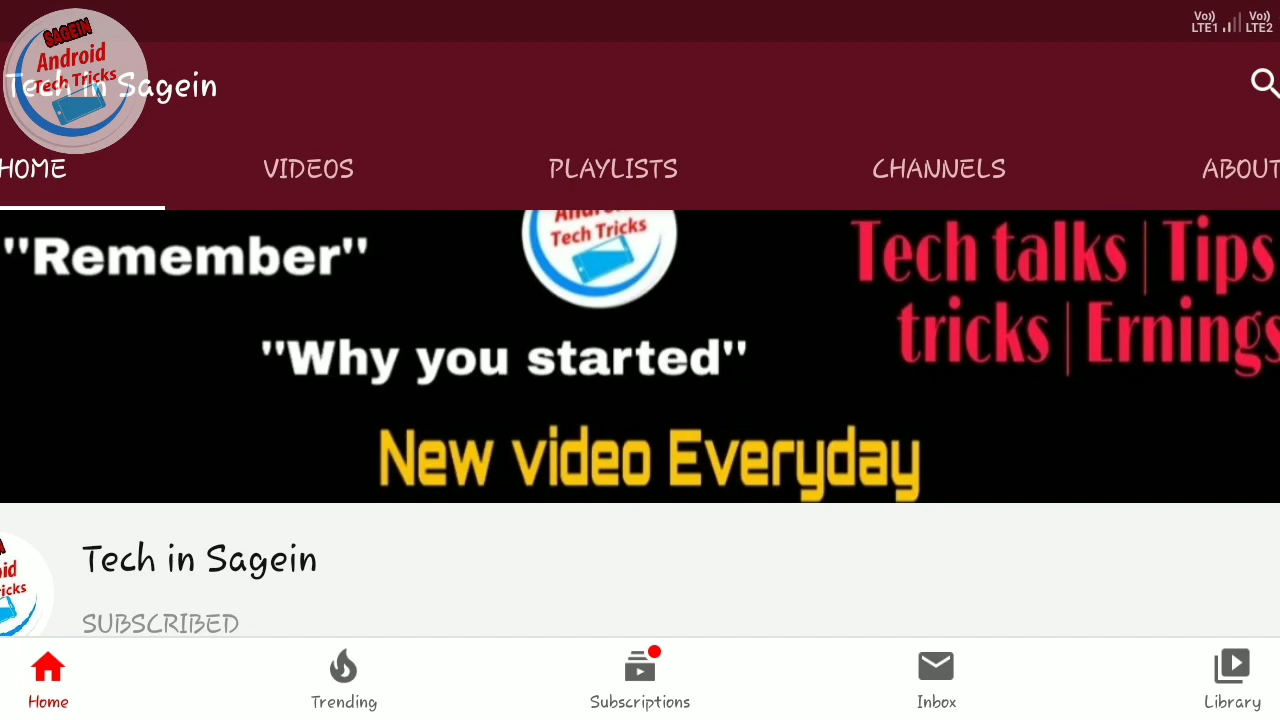 Vo)) LTE1 Vo)) LTE2
SAGEIN
Android
Tech Tricks
Tech in Sagein
HOME VIDEOS PLAYLISTS CHANNELS ABOUT
Tech Tricks
"Remember"
Tech talks | Tips
tricks | Ernings
"Why you started"
New video Everyday
Tech in Sagein
SUBSCRIBED
Home Trending Subscriptions Inbox Library